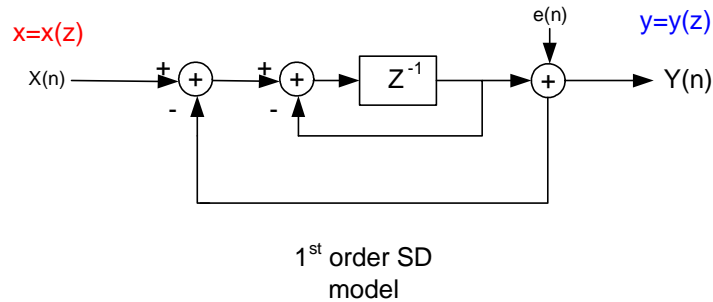 e(n)
x=x(z)
y=y(z)
X(n)
+
-
+
+
-
+
Z⁻¹
+
Y(n)
1ˢᵗ order SD
model